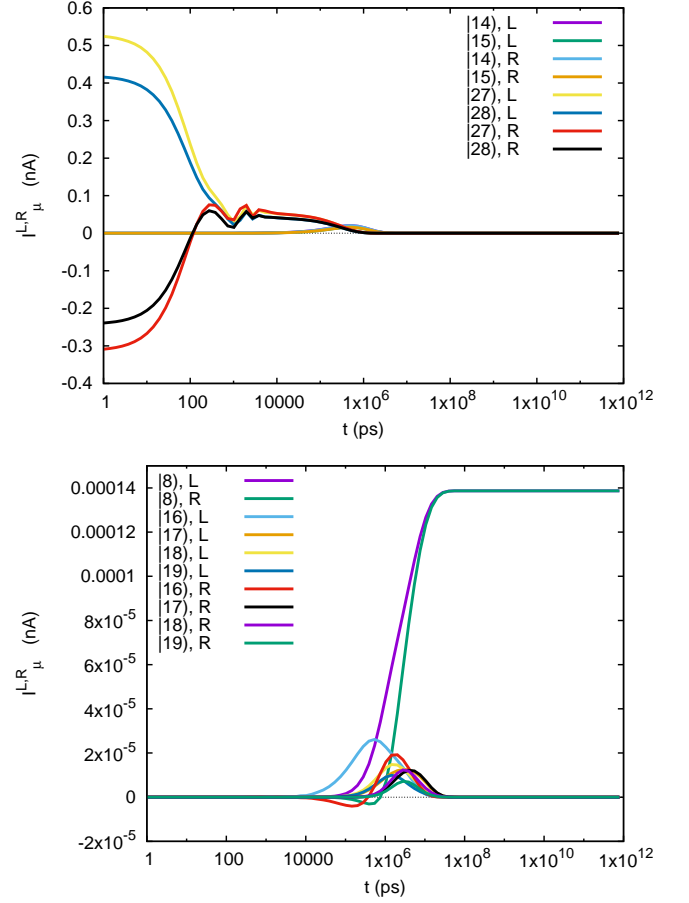 0.6
0.5
0.4
0.3
0.2
0.1
0
-0.1
-0.2
-0.3
-0.4
I^{L,R}_μ (nA)
|14), L
|15), L
|14), R
|15), R
|27), L
|28), L
|27), R
|28), R
1 100 10000 1x10^6 1x10^8 1x10^10 1x10^12
t (ps)
0.00014
0.00012
0.0001
8x10^-5
6x10^-5
4x10^-5
2x10^-5
0
-2x10^-5
I^{L,R}_μ (nA)
|8), L
|8), R
|16), L
|17), L
|18), L
|19), L
|16), R
|17), R
|18), R
|19), R
1 100 10000 1x10^6 1x10^8 1x10^10 1x10^12
t (ps)